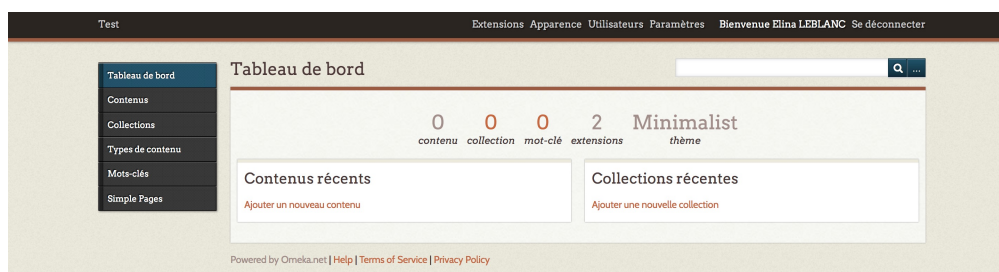 Test
Extensions Apparence Utilisateurs Paramètres Bienvenue Elina LEBLANC Se déconnecter
Tableau de bord
Contenus
Collections
Types de contenu
Mots-clés
Simple Pages
Tableau de bord
...
0 0 0 2 Minimalist
contenu collection mot-clé extensions thème
Contenus récents
Ajouter un nouveau contenu
Collections récentes
Ajouter une nouvelle collection
Powered by Omeka.net | Help | Terms of Service | Privacy Policy